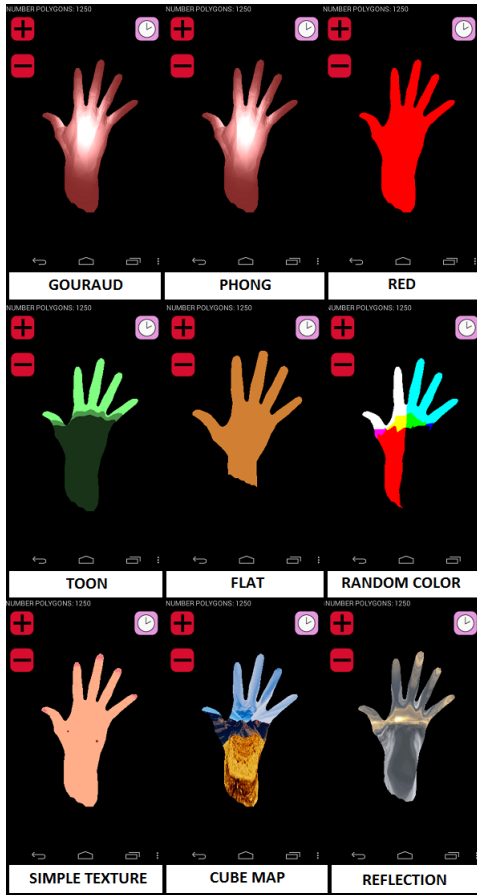 NUMBER POLYGONS: 1250 NUMBER POLYGONS: 1250 NUMBER POLYGONS: 1250
GOURAUD PHONG RED
NUMBER POLYGONS: 1250 NUMBER POLYGONS: 1250 NUMBER POLYGONS: 1250
TOON FLAT RANDOM COLOR
NUMBER POLYGONS: 1250 NUMBER POLYGONS: 1250 NUMBER POLYGONS: 1250
SIMPLE TEXTURE CUBE MAP REFLECTION